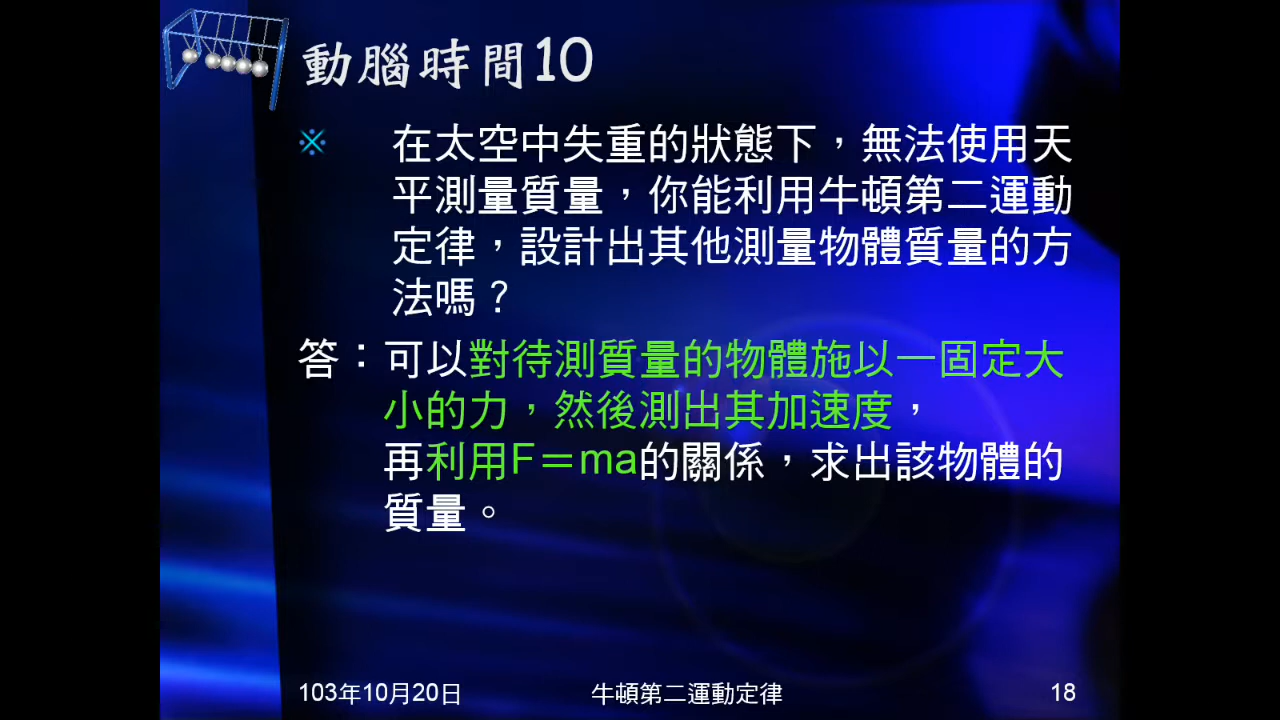 動腦時間10
※ 在太空中失重的狀態下，無法使用天
平測量質量，你能利用牛頓第二運動
定律，設計出其他測量物體質量的方
法嗎？
答：可以對待測質量的物體施以一固定大
小的力，然後測出其加速度，
再利用F＝ma的關係，求出該物體的
質量。
103年10月20日 牛頓第二運動定律 18